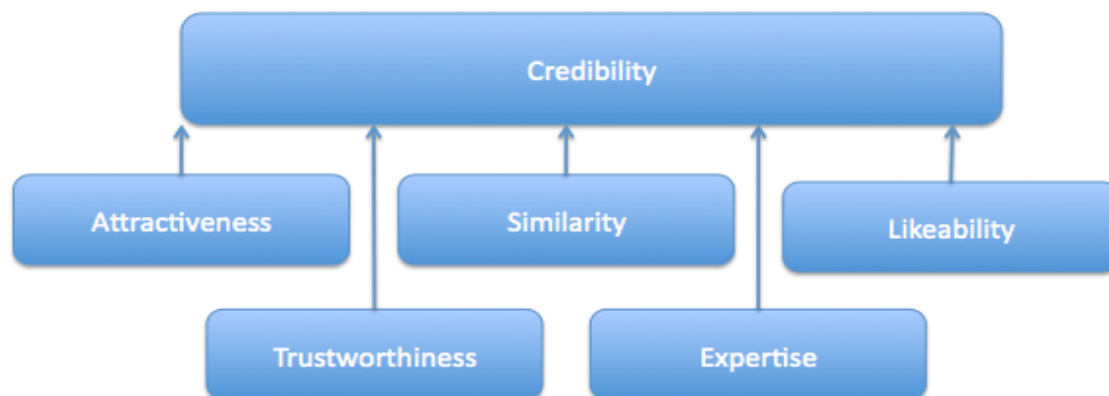 Credibility
Attractiveness
Similarity
Likeability
Trustworthiness
Expertise